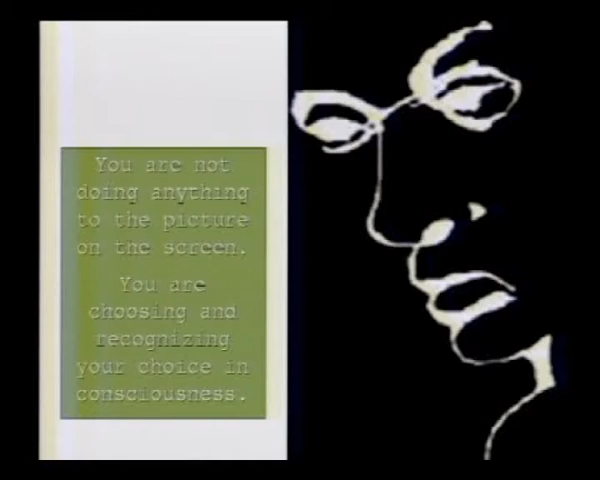 You are not
doing anything
to the picture
on the screen.
You are
choosing and
recognizing
your choice in
consciousness.